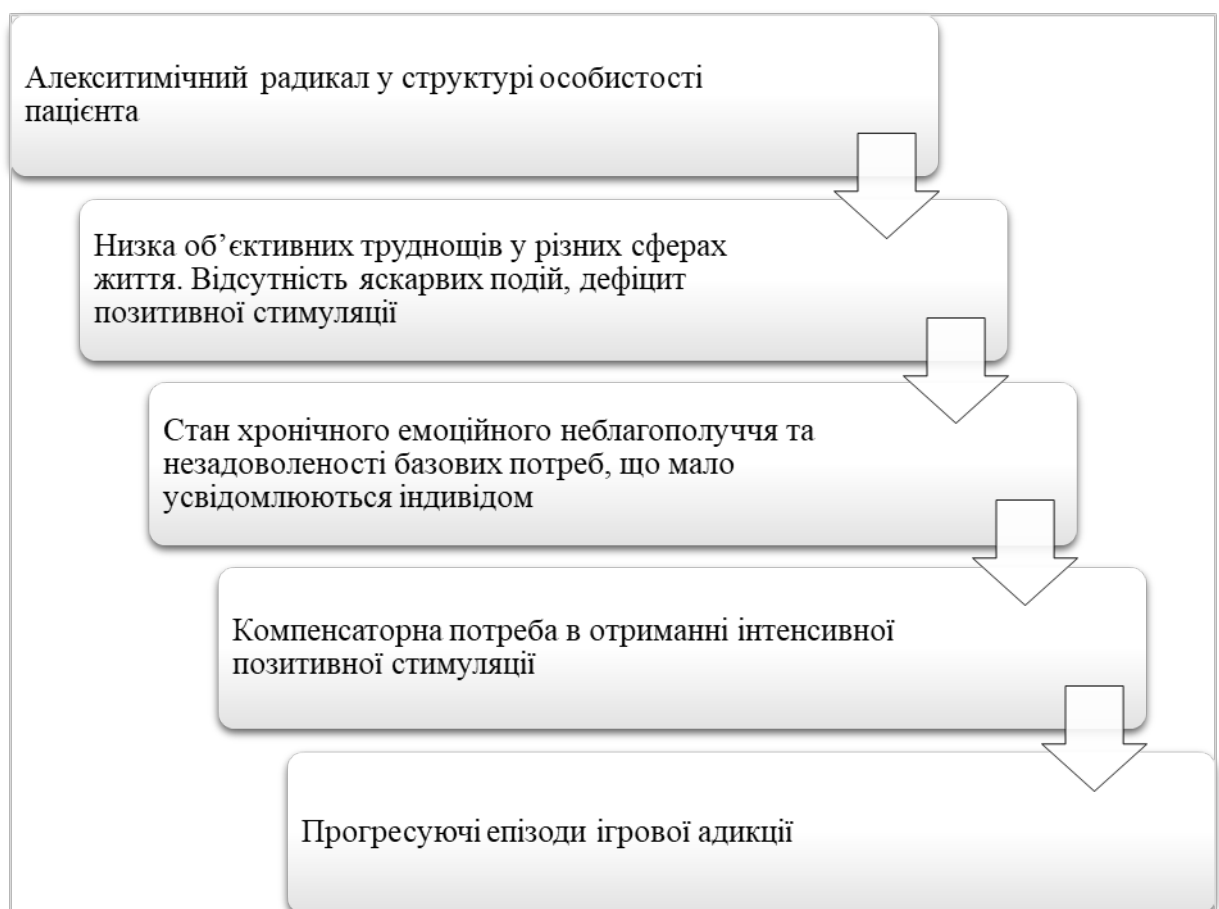 Алекситимічний радикал у структурі особистості
пацієнта
Низка об’єктивних труднощів у різних сферах
життя. Відсутність яскравих подій, дефіцит
позитивної стимуляції
Стан хронічного емоційного неблагополуччя та
незадоволеності базових потреб, що мало
усвідомлюються індивідом
Компенсаторна потреба в отриманні інтенсивної
позитивної стимуляції
Прогресуючі епізоди ігрової адикції